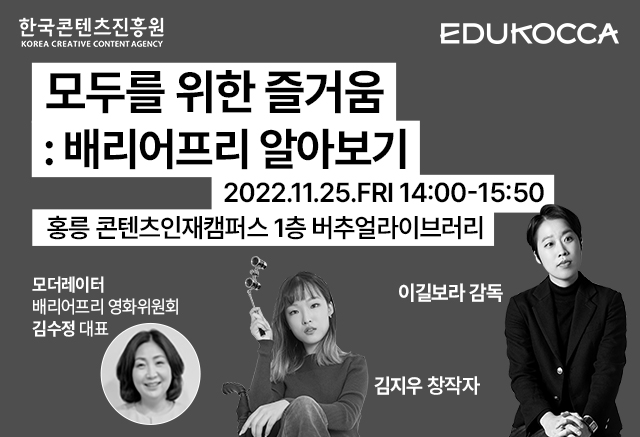 한국콘텐츠진흥원
KOREA CREATIVE CONTENT AGENCY
EDUKOCCA
모두를 위한 즐거움
: 배리어프리 알아보기
2022.11.25.FRI 14:00-15:50
홍릉 콘텐츠인재캠퍼스 1층 버추얼라이브러리
모더레이터
배리어프리 영화위원회
김수정 대표
이길보라 감독
김지우 창작자